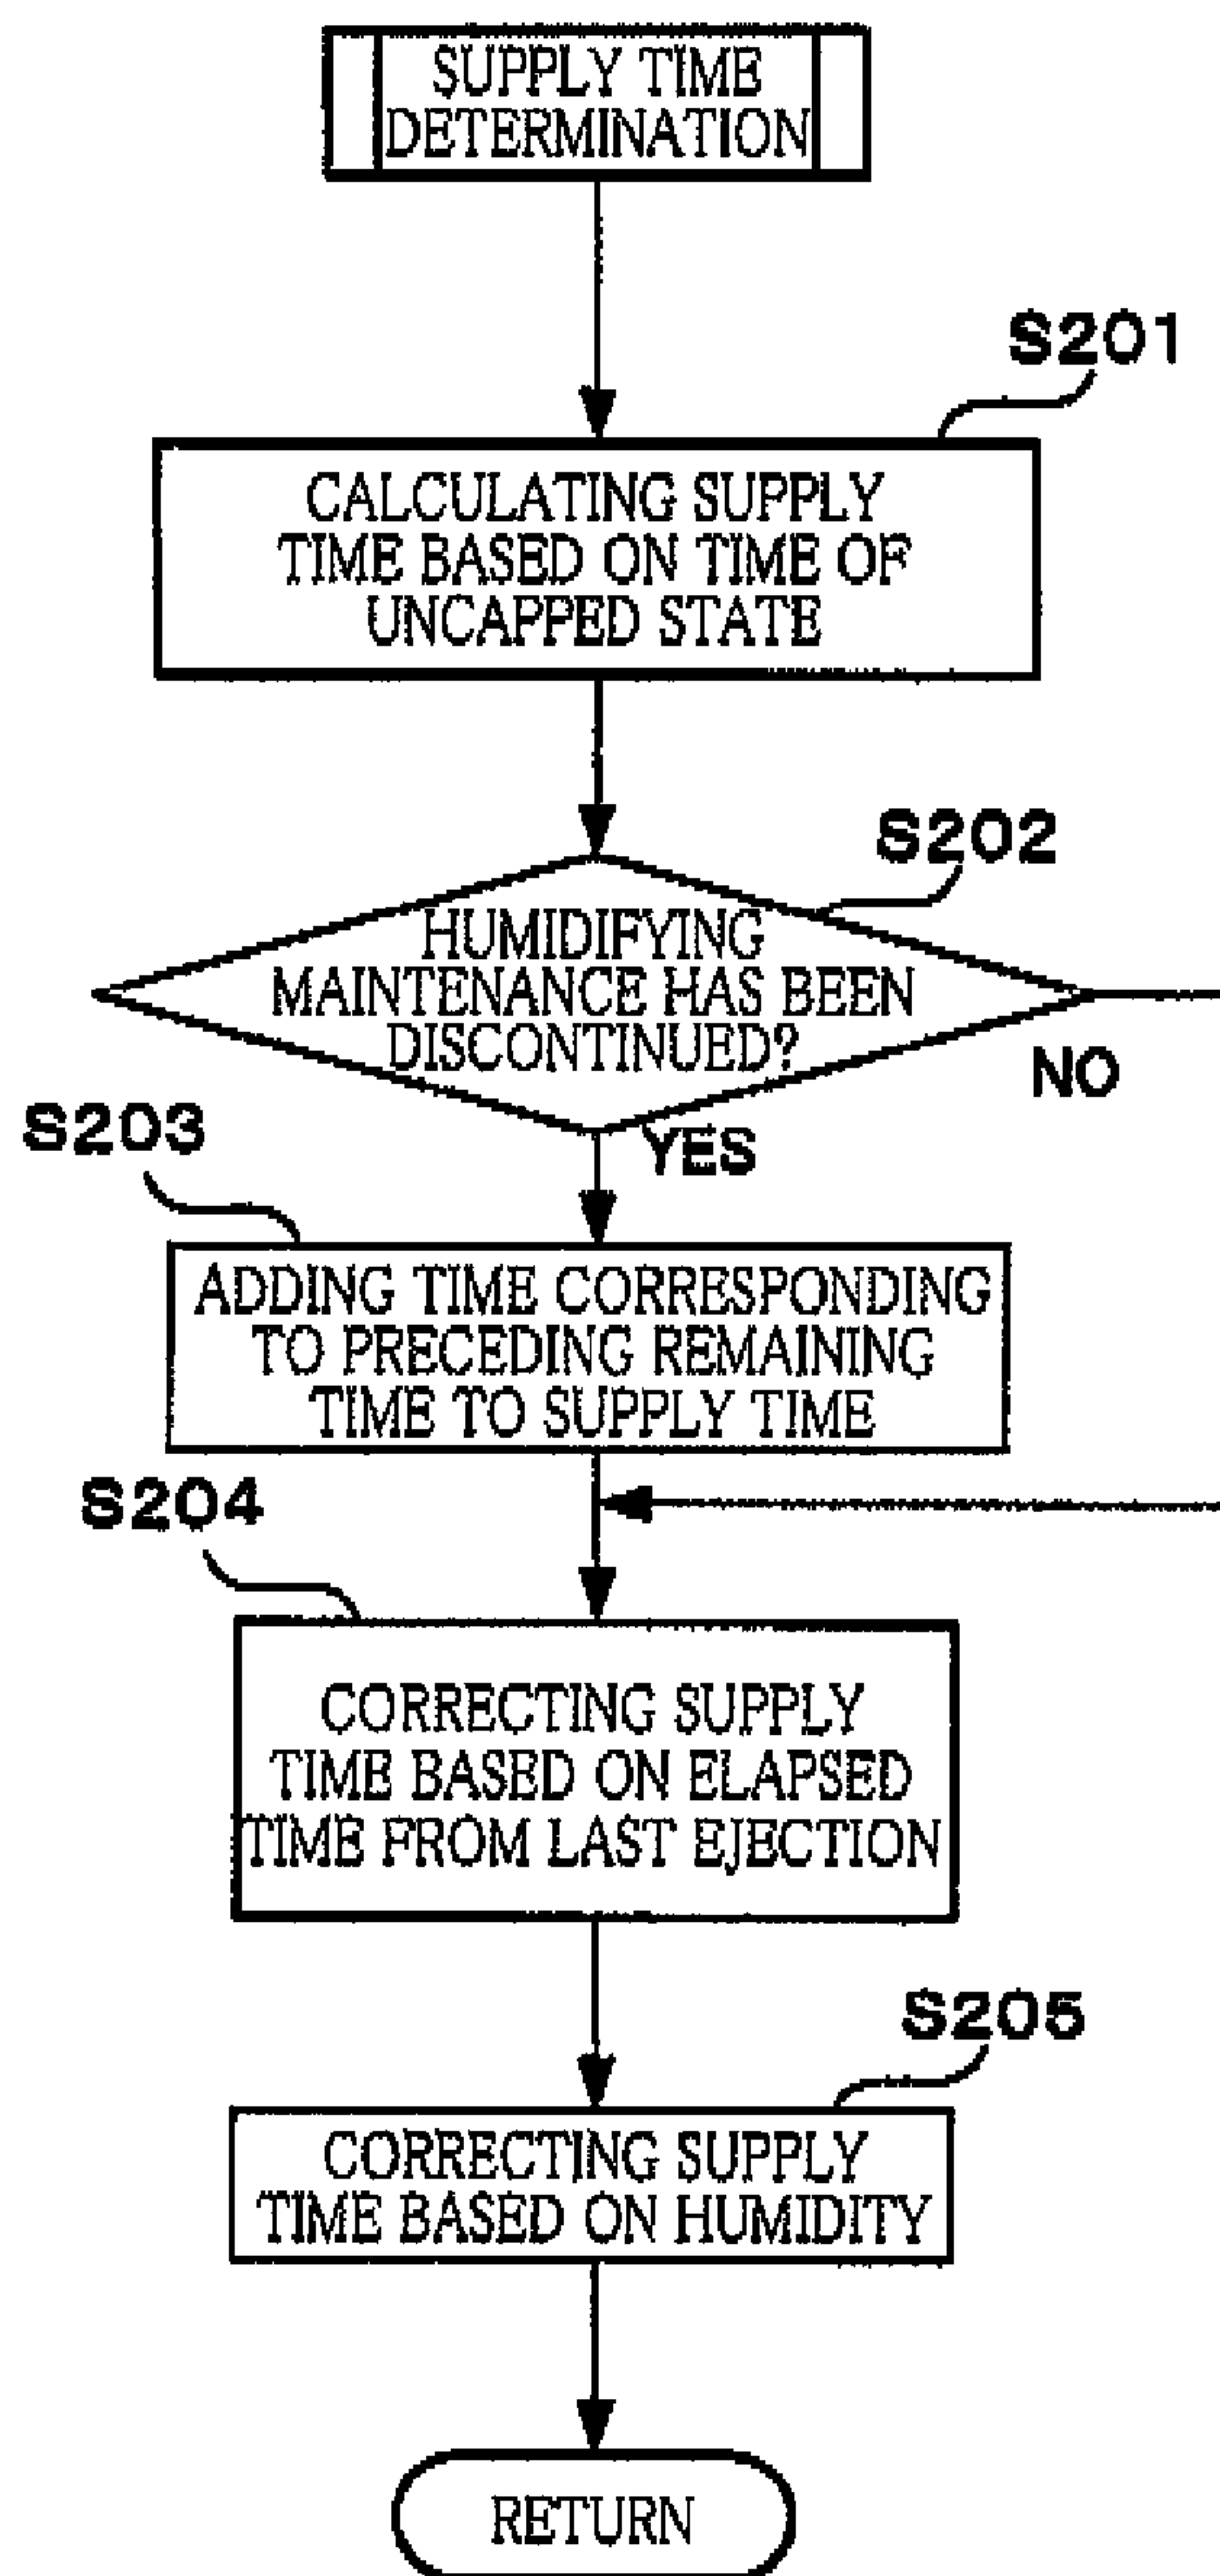 SUPPLY TIME
DETERMINATION
S201
CALCULATING SUPPLY
TIME BASED ON TIME OF
UNCAPPED STATE
S202
HUMIDIFYING
MAINTENANCE HAS BEEN
DISCONTINUED?
NO
YES
S203
ADDING TIME CORRESPONDING
TO PRECEDING REMAINING
TIME TO SUPPLY TIME
S204
CORRECTING SUPPLY
TIME BASED ON ELAPSED
TIME FROM LAST EJECTION
S205
CORRECTING SUPPLY
TIME BASED ON HUMIDITY
RETURN